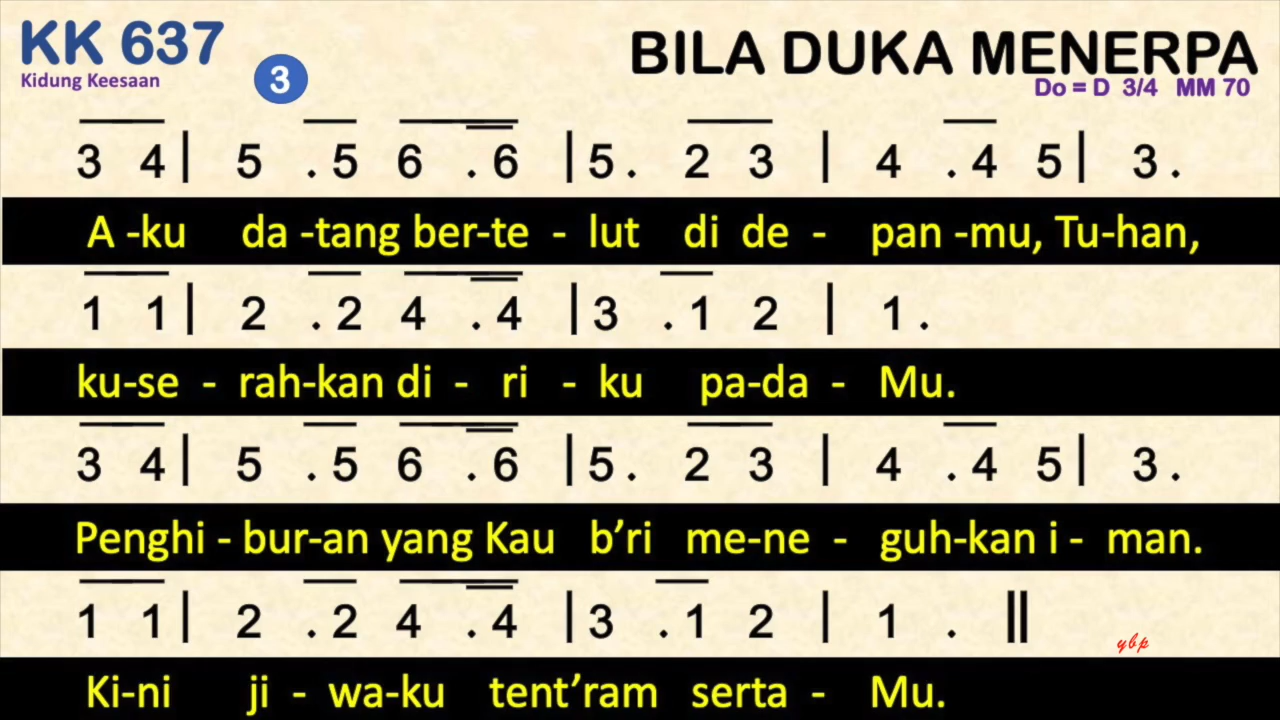 KK 637
Kidung Keesaan
3
BILA DUKA MENERPA
Do = D 3/4 MM 70
3 4 | 5 . 5 6 . 6 | 5 . 2 3 | 4 . 4 5 | 3 .
A -ku da -tang ber-te - lut di de - pan -mu, Tu-han,
1 1 | 2 . 2 4 . 4 | 3 . 1 2 | 1 .
ku-se - rah-kan di - ri - ku pa-da - Mu.
3 4 | 5 . 5 6 . 6 | 5 . 2 3 | 4 . 4 5 | 3 .
Penghi - bur-an yang Kau b’ri me-ne - guh-kan i - man.
1 1 | 2 . 2 4 . 4 | 3 . 1 2 | 1 . ||
ybp
Ki-ni ji - wa-ku tent’ram serta - Mu.